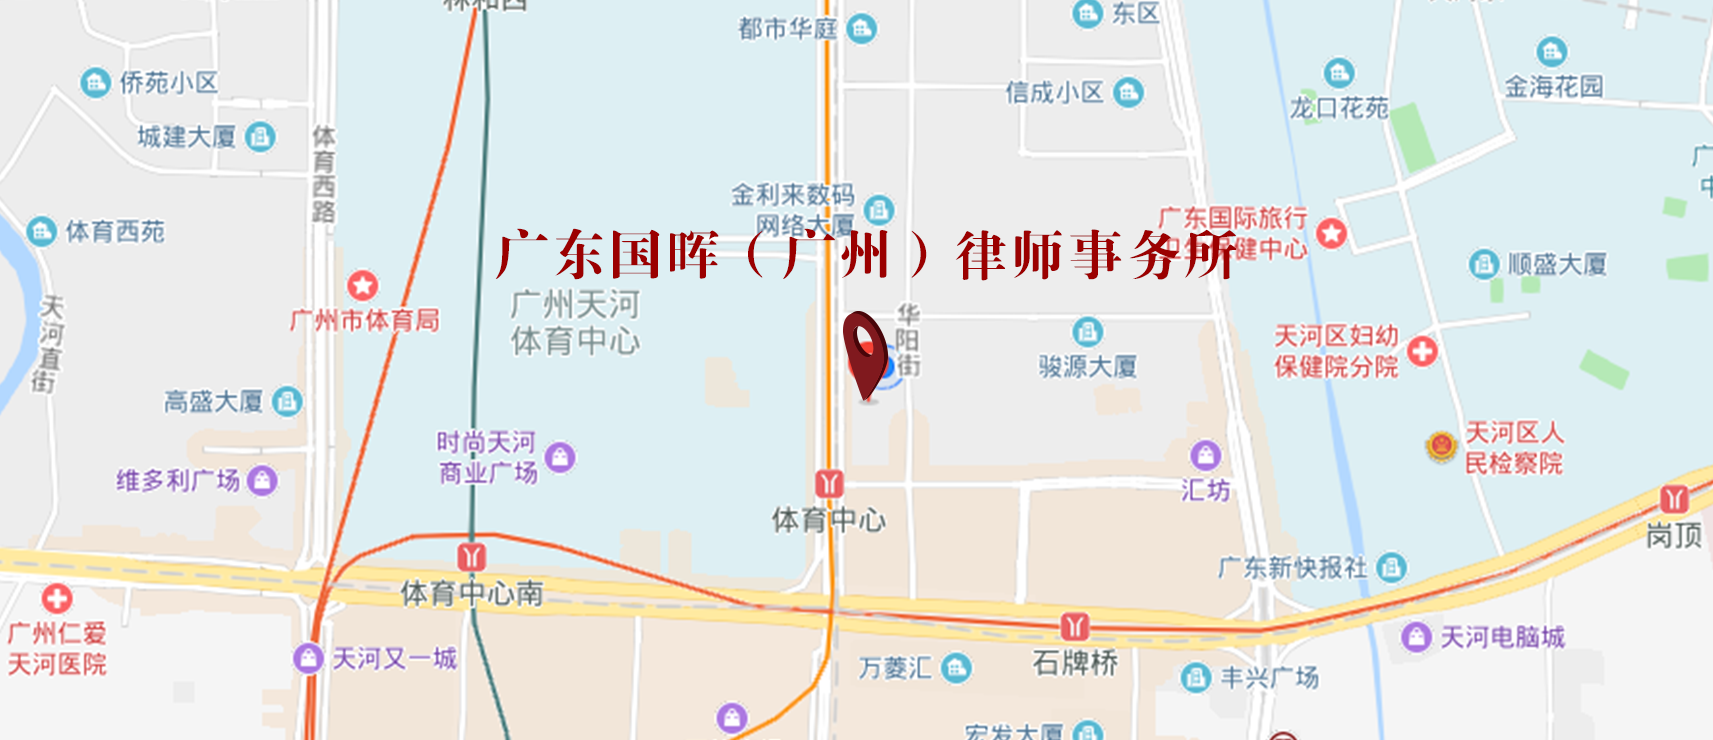 林和西
都市华庭
东区
侨苑小区
信成小区
龙口花苑
金海花园
城建大厦
体育西路
金利来数码
网络大厦
广东国际旅行
卫生保健中心
体育西苑
广东国晖（广州）律师事务所
顺盛大厦
天河直街
广州市体育局
广州天河
体育中心
华阳街
骏源大厦
天河区妇幼
保健院分院
高盛大厦
时尚天河
商业广场
天河区人
民检察院
维多利广场
汇坊
体育中心
岗顶
体育中心南
广东新快报社
广州仁爱
天河医院
天河又一城
石牌桥
万菱汇
丰兴广场
天河电脑城
宏发大厦